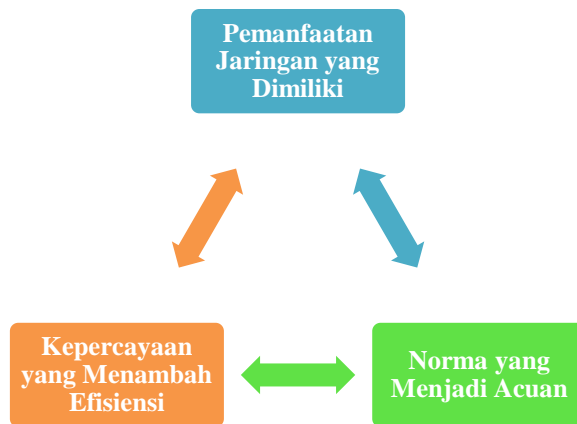 Pemanfaatan
Jaringan yang
Dimiliki
Kepercayaan
yang Menambah
Efisiensi
Norma yang
Menjadi Acuan